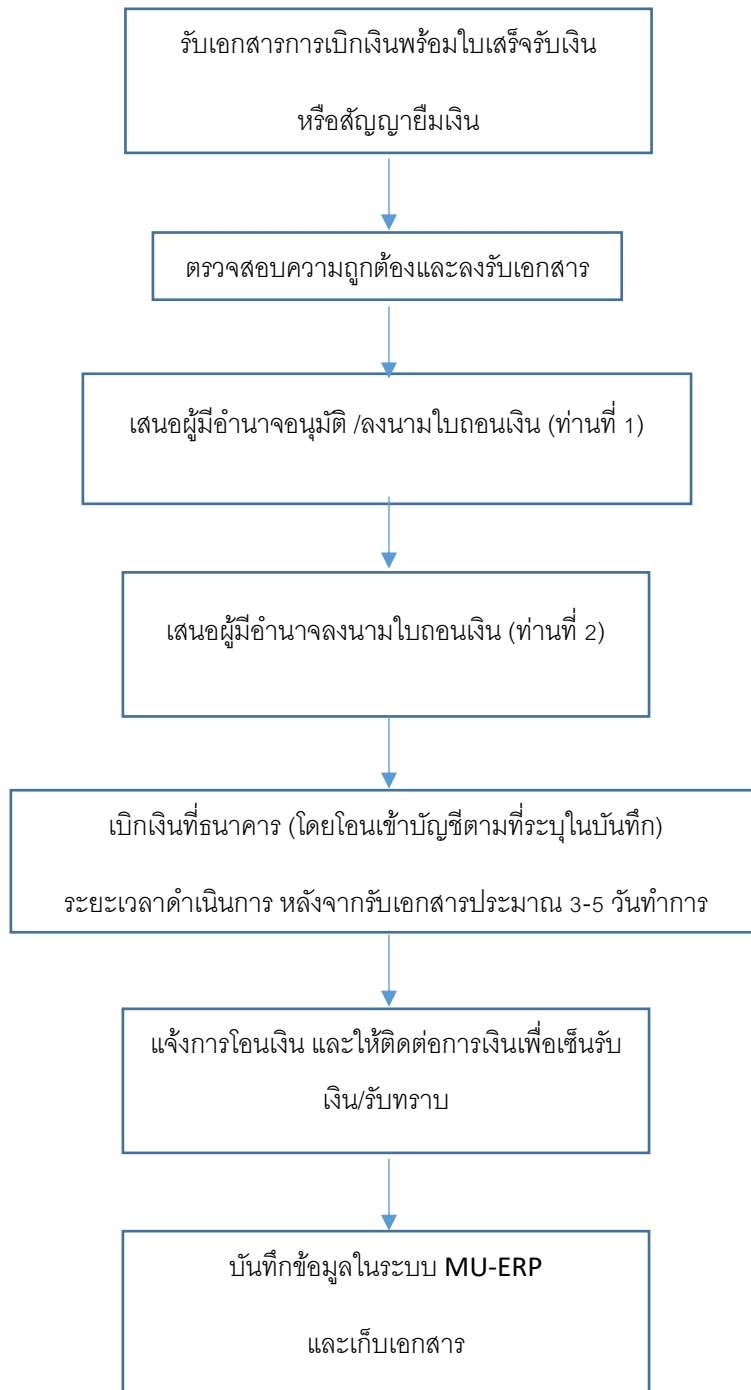 รับเอกสารการเบิกเงินพร้อมใบเสร็จรับเงิน
หรือสัญญายืมเงิน
ตรวจสอบความถูกต้องและลงรับเอกสาร
เสนอผู้มีอำนาจอนุมัติ /ลงนามใบถอนเงิน (ท่านที่ 1)
เสนอผู้มีอำนาจลงนามใบถอนเงิน (ท่านที่ 2)
เบิกเงินที่ธนาคาร (โดยโอนเข้าบัญชีตามที่ระบุในบันทึก)
ระยะเวลาดำเนินการ หลังจากรับเอกสารประมาณ 3-5 วันทำการ
แจ้งการโอนเงิน และให้ติดต่อการเงินเพื่อเซ็นรับ
เงิน/รับทราบ
บันทึกข้อมูลในระบบ MU-ERP
และเก็บเอกสาร